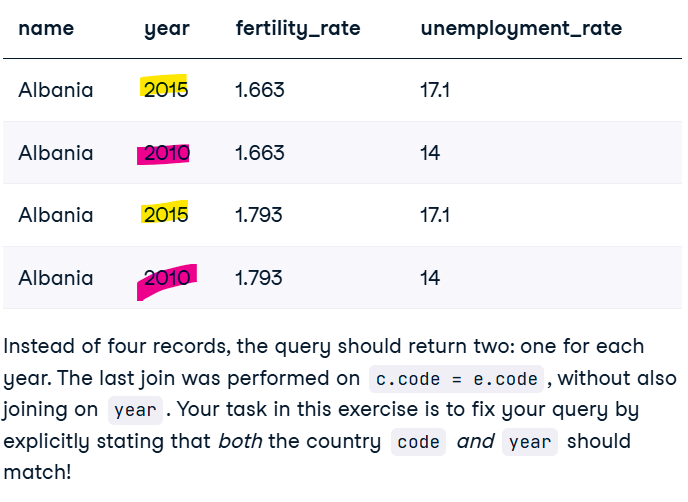 name year fertility_rate unemployment_rate
Albania 2015 1.663 17.1
Albania 2010 1.663 14
Albania 2015 1.793 17.1
Albania 2010 1.793 14
Instead of four records, the query should return two: one for each
year. The last join was performed on c.code = e.code, without also
joining on year. Your task in this exercise is to fix your query by
explicitly stating that both the country code and year should
match!